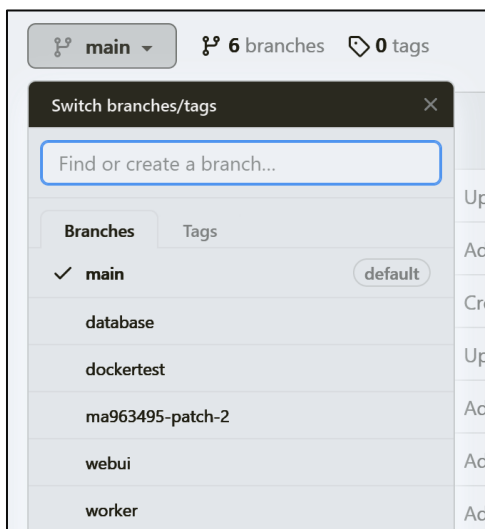 main 6 branches 0 tags
Switch branches/tags
Find or create a branch...
Branches Tags
main default
database
dockertest
ma963495-patch-2
webui
worker